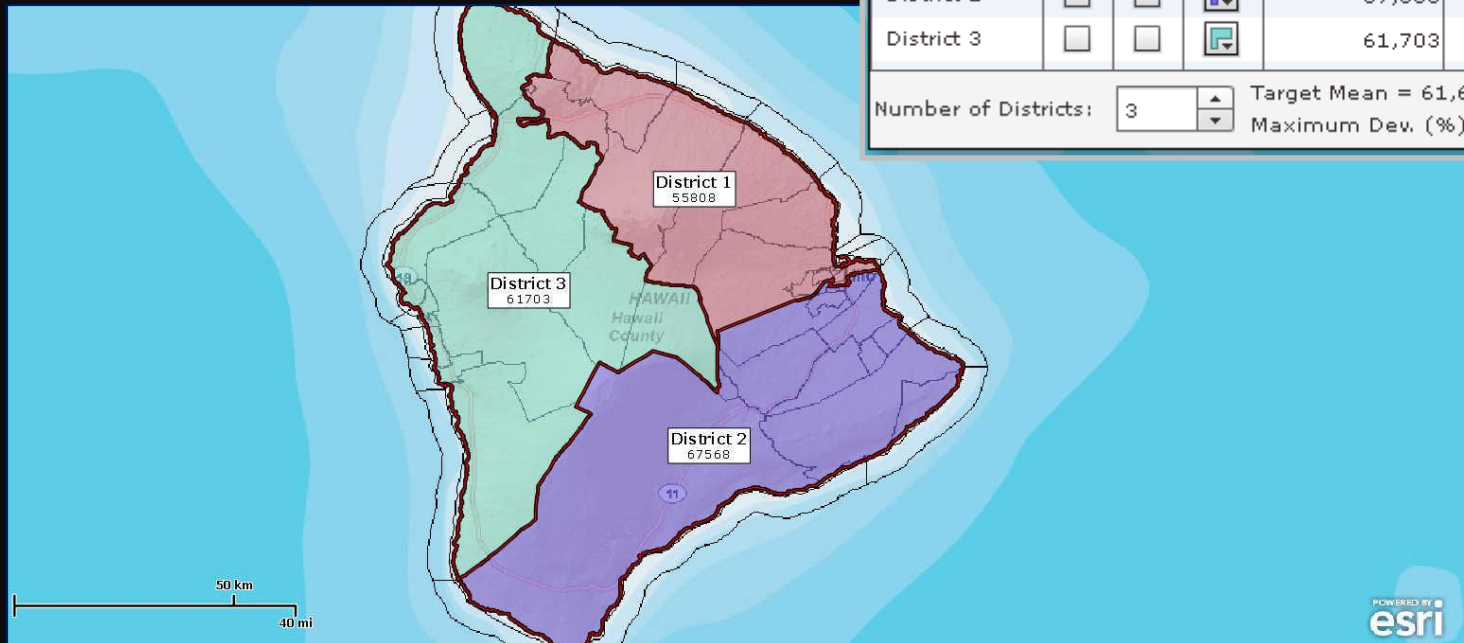 District 3
61,703
Number of Districts: 3
Target Mean = 61,6
Maximum Dev. (%)
District 1
55808
District 3
61703
HAWAII
Hawaii
County
District 2
67568
11
50 km
40 mi
POWERED BY
esri